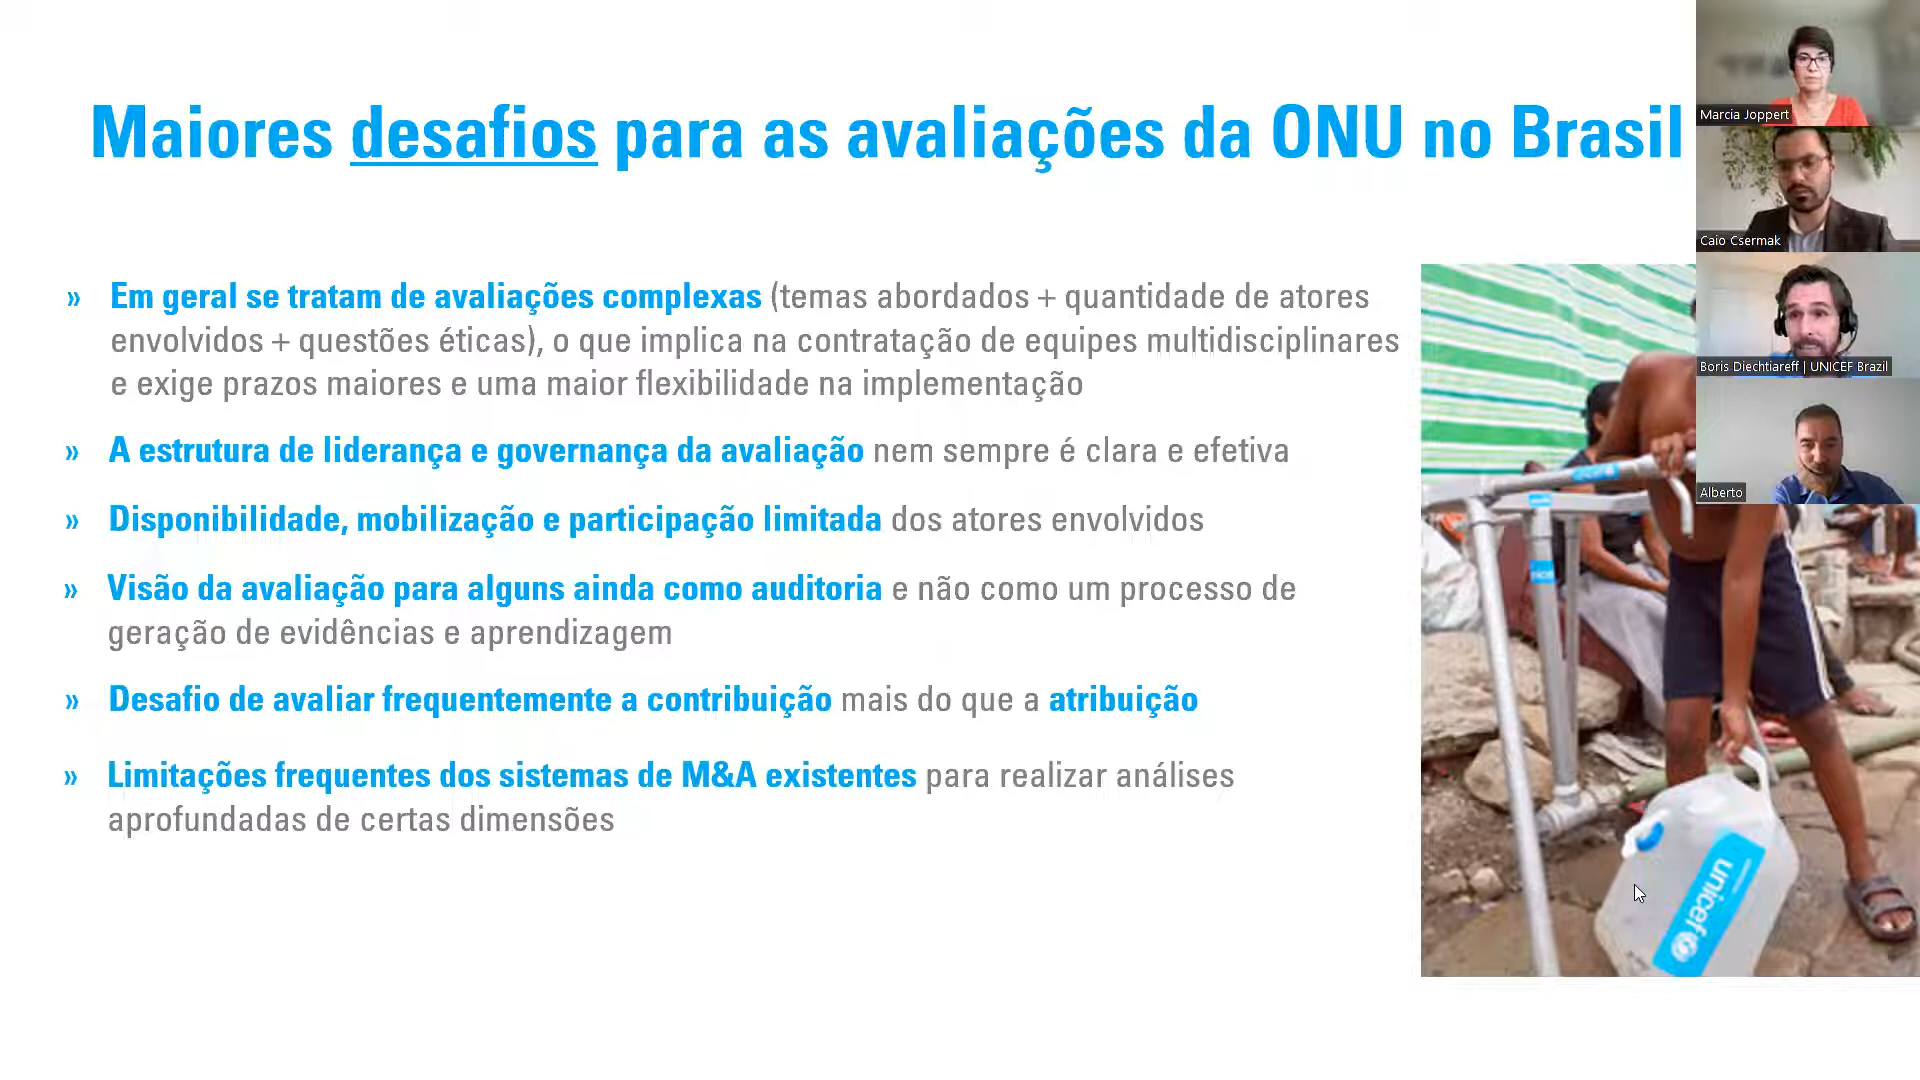 Maiores desafios para as avaliações da ONU no Brasil
» Em geral se tratam de avaliações complexas (temas abordados + quantidade de atores
envolvidos + questões éticas), o que implica na contratação de equipes multidisciplinares
e exige prazos maiores e uma maior flexibilidade na implementação
» A estrutura de liderança e governança da avaliação nem sempre é clara e efetiva
» Disponibilidade, mobilização e participação limitada dos atores envolvidos
» Visão da avaliação para alguns ainda como auditoria e não como um processo de
geração de evidências e aprendizagem
» Desafio de avaliar frequentemente a contribuição mais do que a atribuição
» Limitações frequentes dos sistemas de M&A existentes para realizar análises
aprofundadas de certas dimensões
Marcia Joppert
Caio Csermak
Boris Diechtiareff | UNICEF Brazil
Alberto
unicef